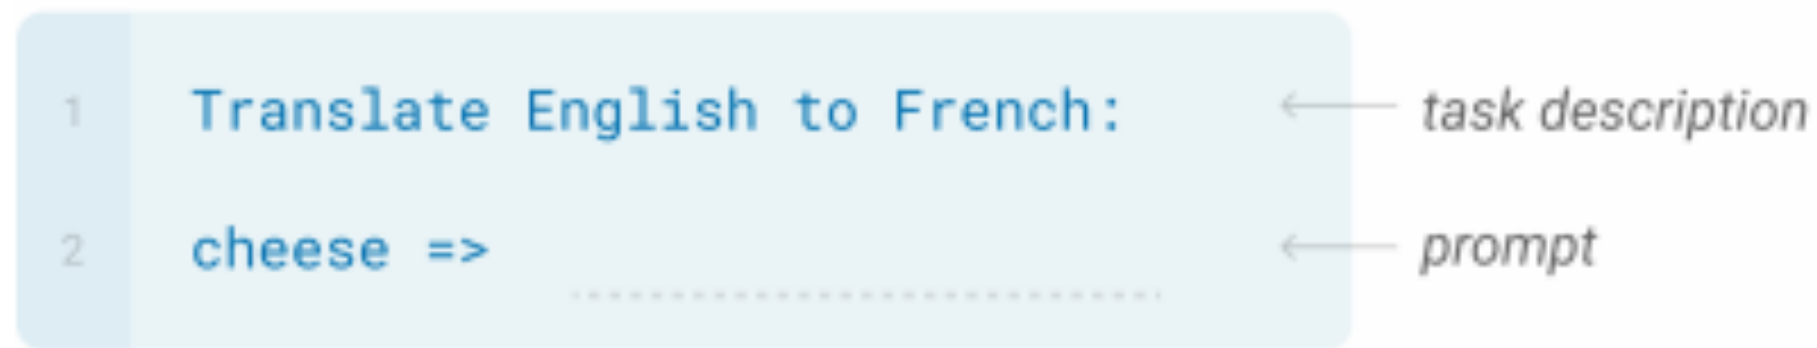 1 Translate English to French: task description
2 cheese => prompt